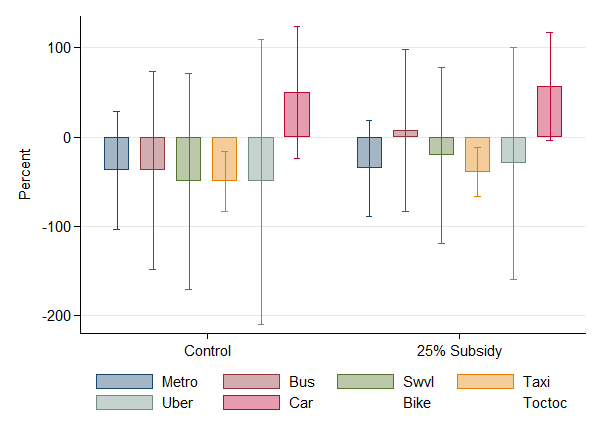 100
0
-100
-200
Percent
Control 25% Subsidy
Metro Bus Swvl Taxi
Uber Car Bike Toctoc